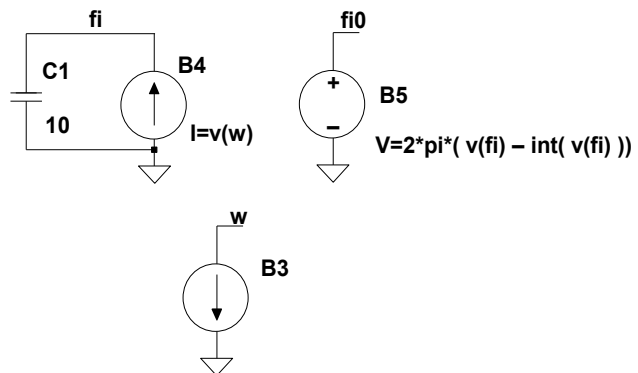 fi
fi0
C1
B4
+
B5
–
10
I=v(w)
V=2*pi*( v(fi) – int( v(fi) ))
w
B3